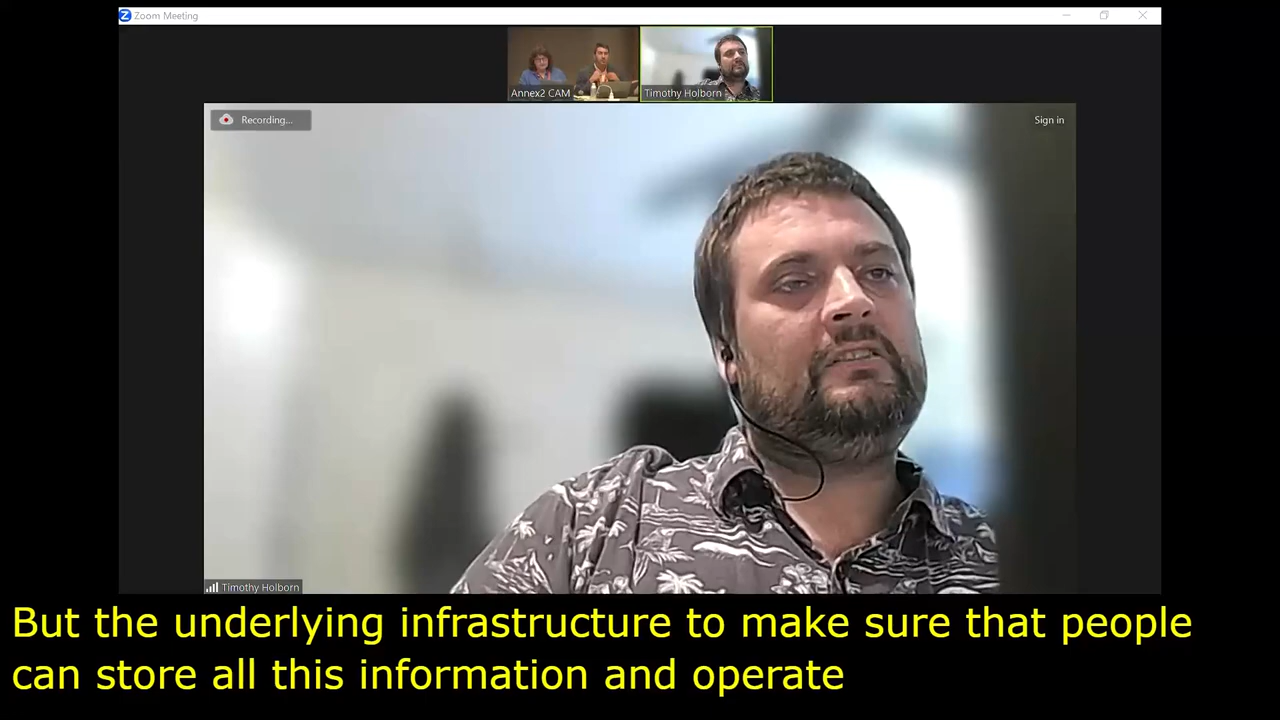 Zoom Meeting
Annex2 CAM
Timothy Holborn
Recording...
Sign in
Timothy Holborn
But the underlying infrastructure to make sure that people
can store all this information and operate